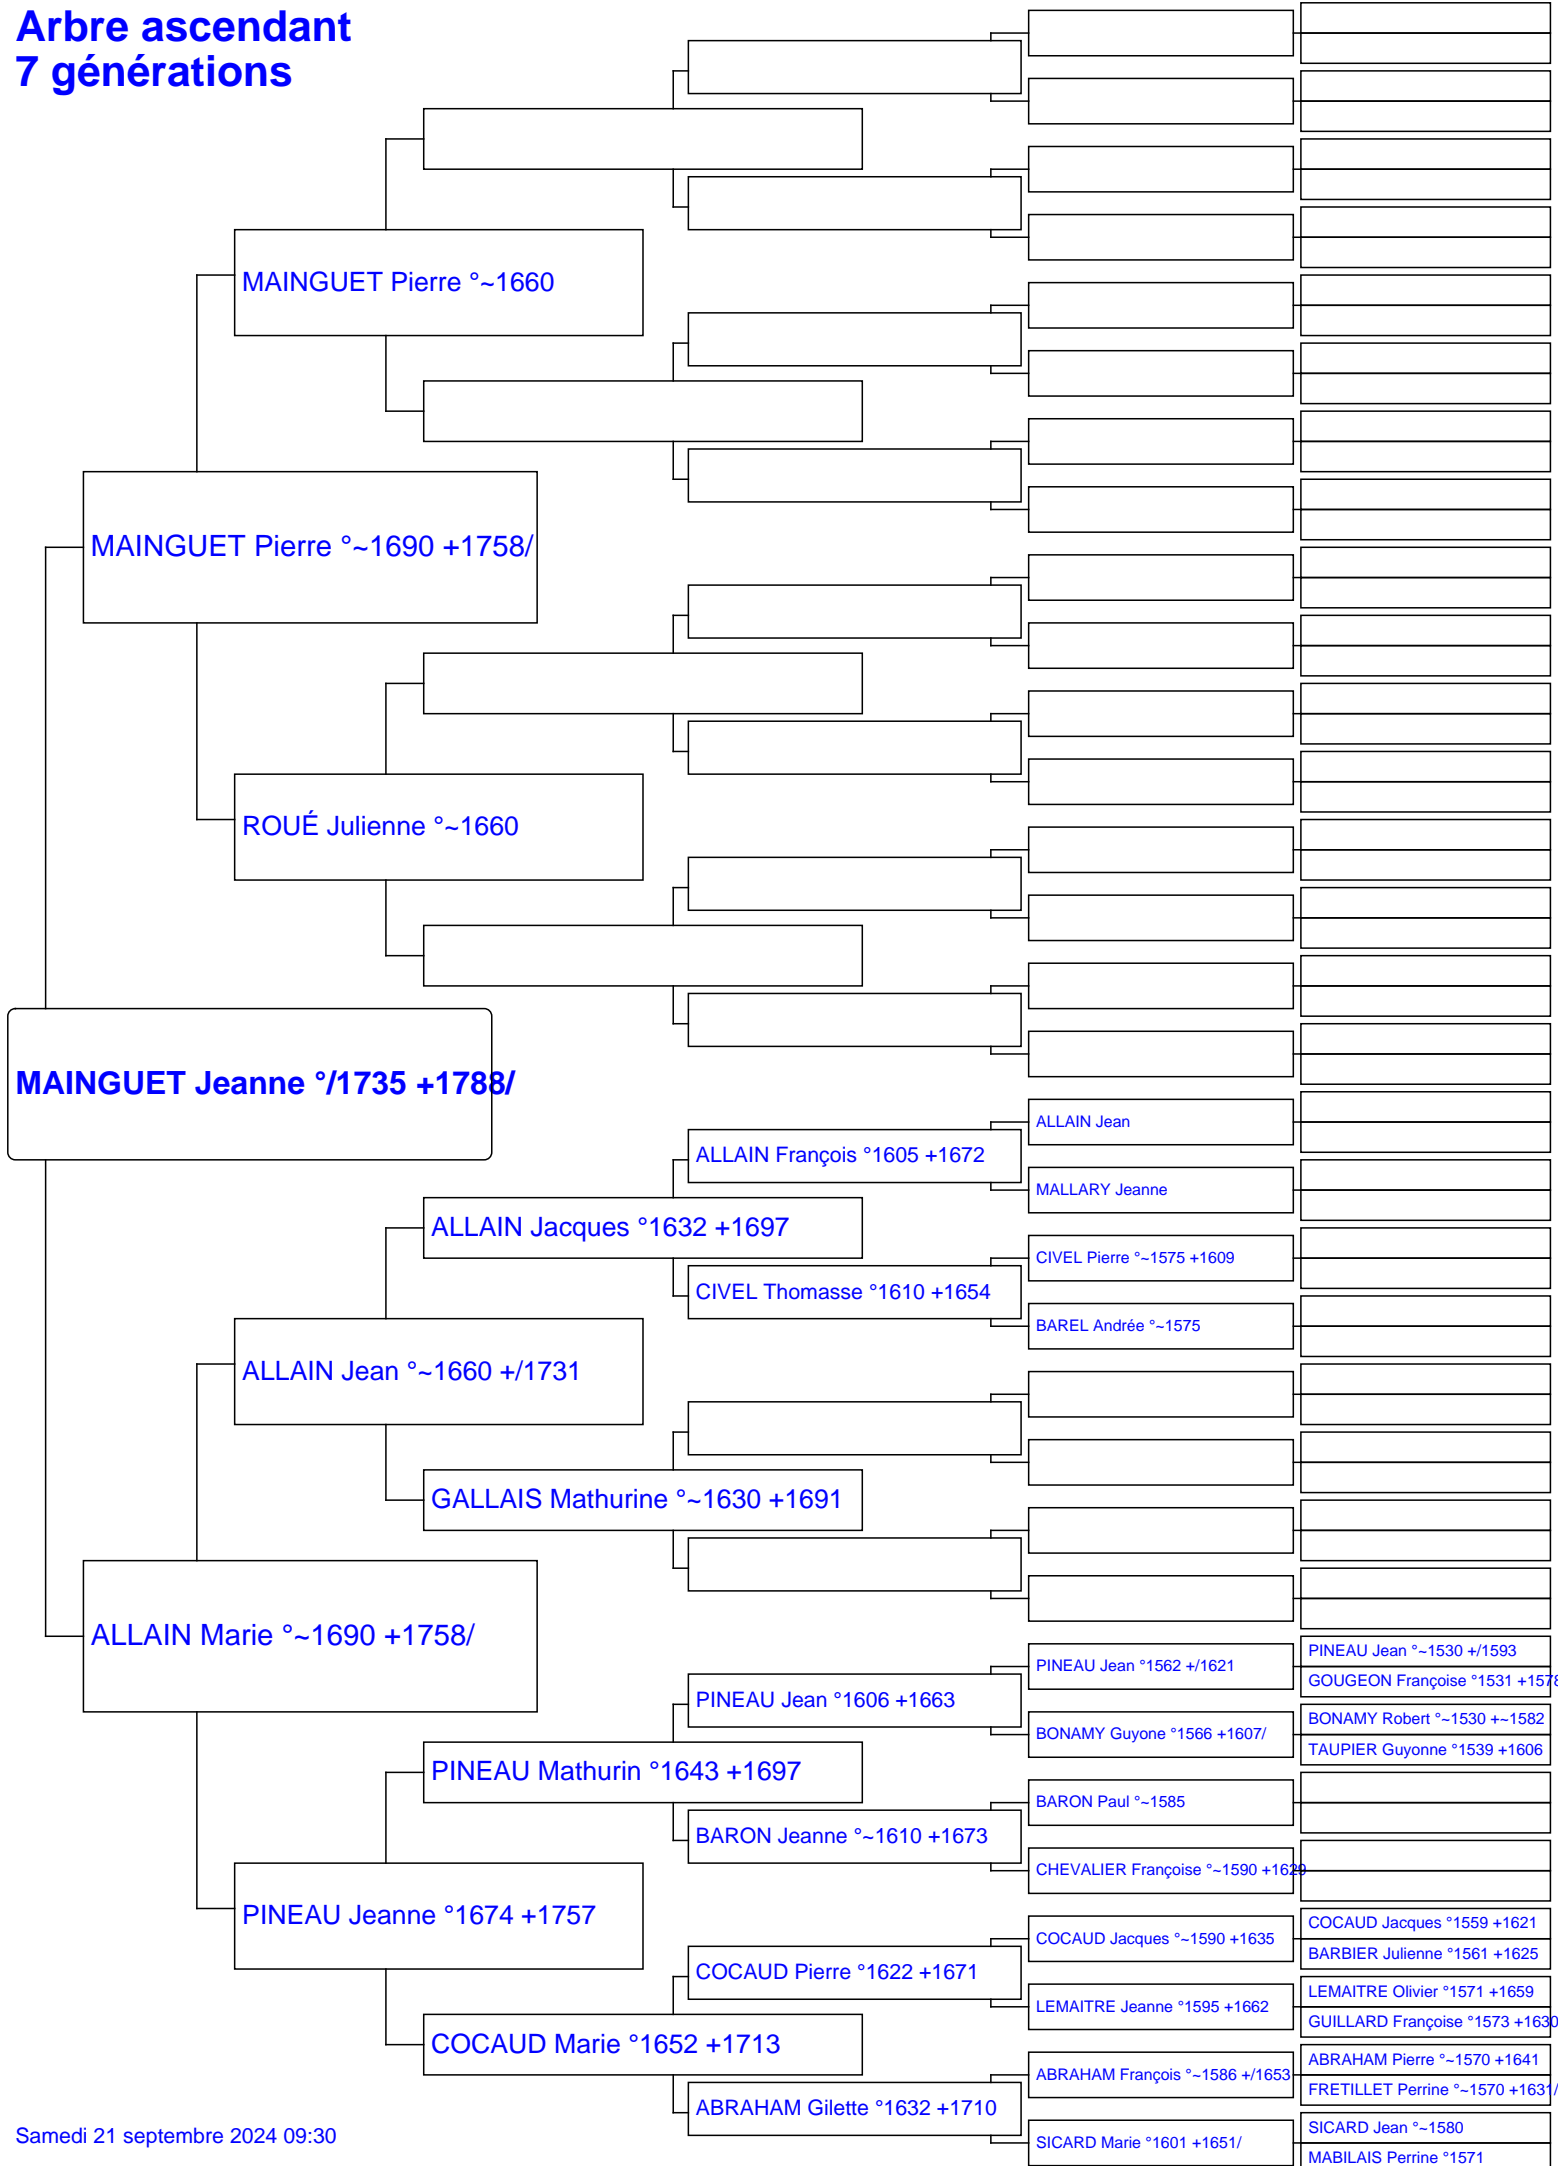 Arbre ascendant
7 générations
MAINGUET Pierre °~1660
MAINGUET Pierre °~1690 +1758/
ROUÉ Julienne °~1660
MAINGUET Jeanne °/1735 +1788/
ALLAIN Jean
ALLAIN François °1605 +1672
MALLARY Jeanne
ALLAIN Jacques °1632 +1697
CIVEL Pierre °~1575 +1609
CIVEL Thomasse °1610 +1654
BAREL Andrée °~1575
ALLAIN Jean °~1660 +/1731
GALLAIS Mathurine °~1630 +1691
ALLAIN Marie °~1690 +1758/
PINEAU Jean °~1530 +/1593
PINEAU Jean °1562 +/1621
GOUGEON Françoise °1531 +1578
PINEAU Jean °1606 +1663
BONAMY Robert °~1530 +~1582
BONAMY Guyone °1566 +1607/
TAUPIER Guyonne °1539 +1606
PINEAU Mathurin °1643 +1697
BARON Paul °~1585
BARON Jeanne °~1610 +1673
CHEVALIER Françoise °~1590 +1629
PINEAU Jeanne °1674 +1757
COCAUD Jacques °1559 +1621
COCAUD Jacques °~1590 +1635
BARBIER Julienne °1561 +1625
COCAUD Pierre °1622 +1671
LEMAITRE Olivier °1571 +1659
LEMAITRE Jeanne °1595 +1662
GUILLARD Françoise °1573 +1630
COCAUD Marie °1652 +1713
ABRAHAM Pierre °~1570 +1641
ABRAHAM François °~1586 +/1653
FRETILLET Perrine °~1570 +1631/
ABRAHAM Gilette °1632 +1710
SICARD Jean °~1580
SICARD Marie °1601 +1651/
MABILAIS Perrine °1571
Samedi 21 septembre 2024 09:30